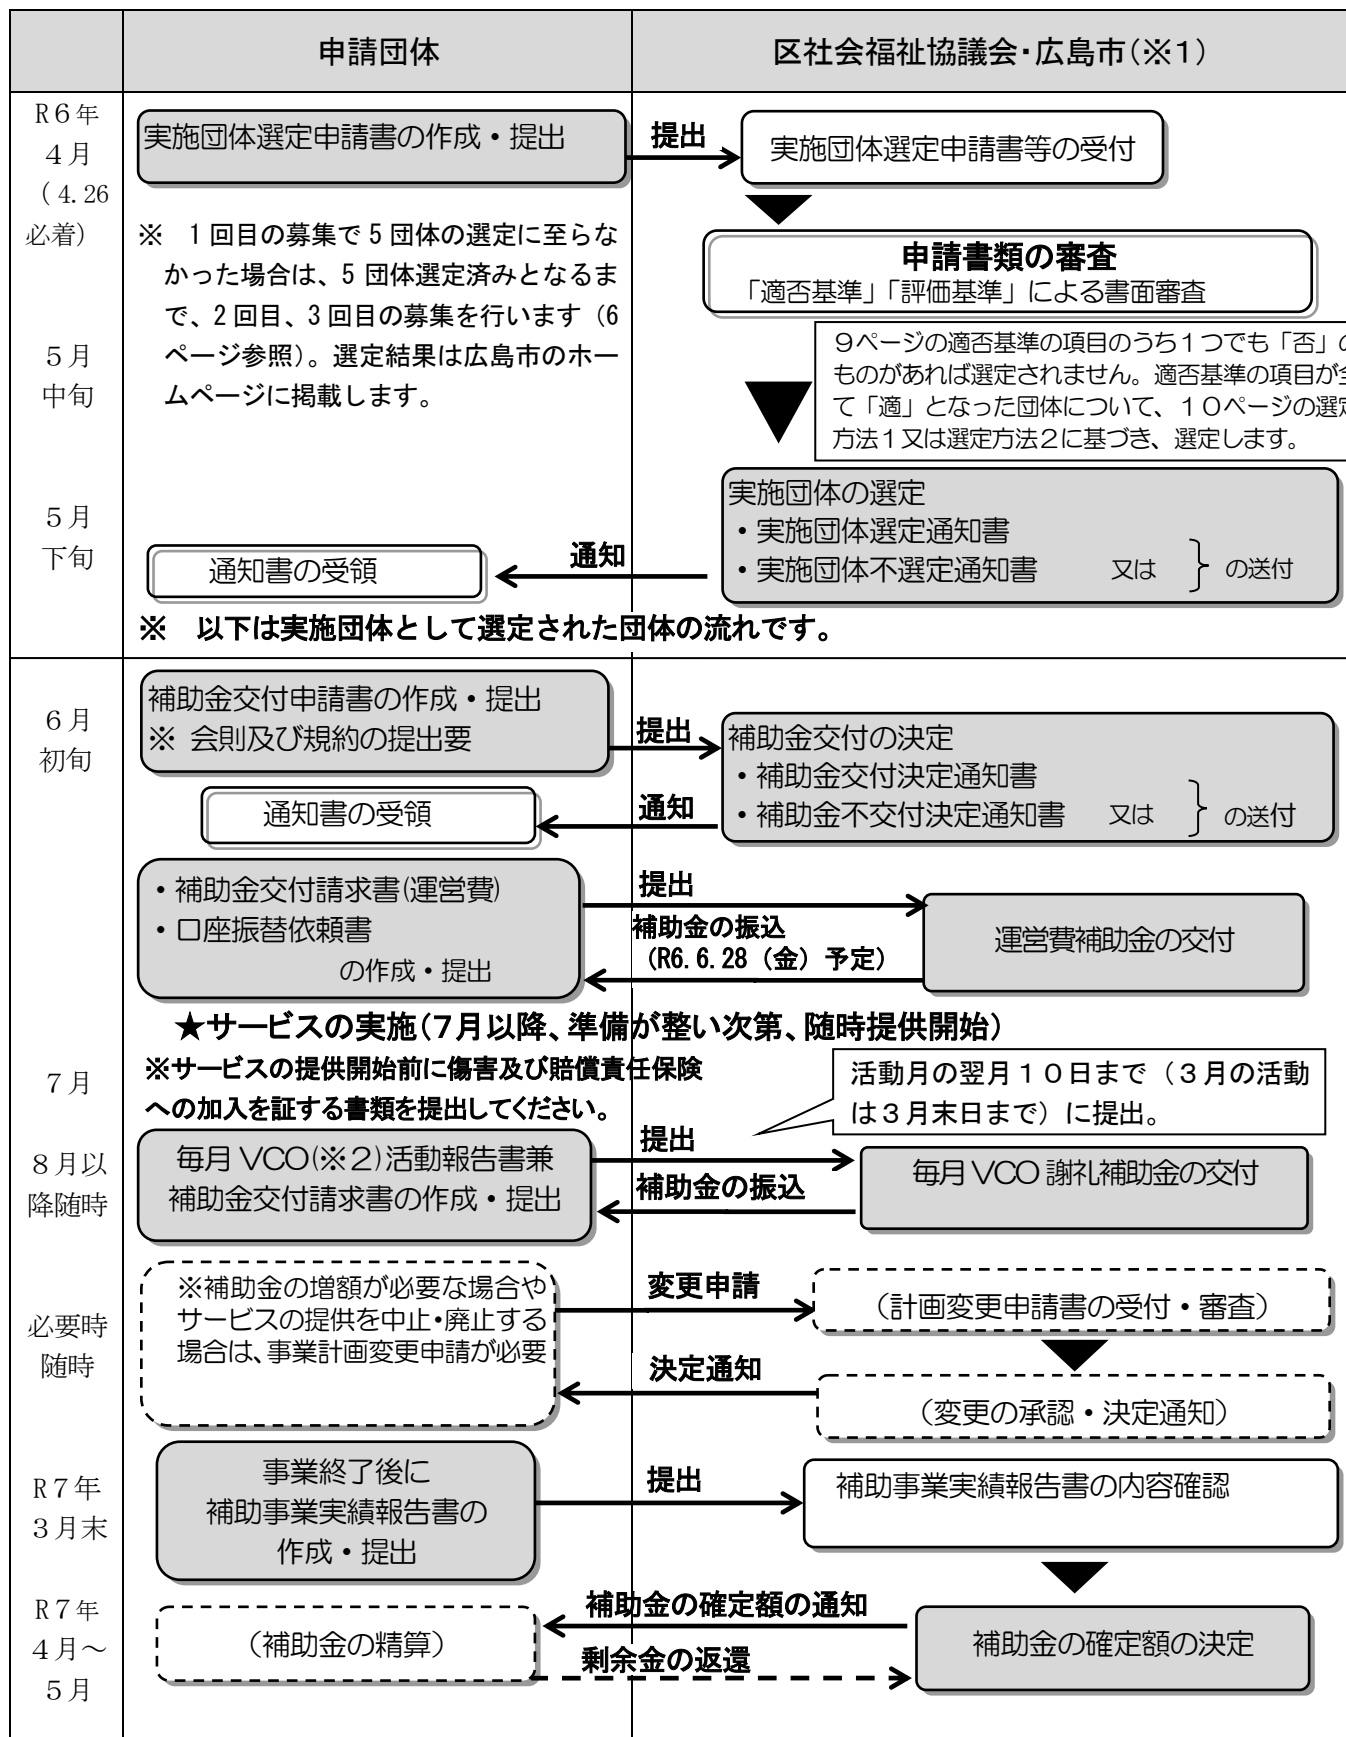 申請団体
区社会福祉協議会・広島市(※1)
R6年
4月
（4.26
必着）
実施団体選定申請書の作成・提出
提出
実施団体選定申請書等の受付
※　1回目の募集で5団体の選定に至らな
かった場合は、5団体選定済みとなるま
で、2回目、3回目の募集を行います（6
ページ参照）。選定結果は広島市のホー
ムページに掲載します。
申請書類の審査
「適否基準」「評価基準」による書面審査
5月
中旬
9ページの適否基準の項目のうち1つでも「否」の
ものがあれば選定されません。適否基準の項目が全
て「適」となった団体について、10ページの選定
方法1又は選定方法2に基づき、選定します。
5月
下旬
実施団体の選定
・実施団体選定通知書
・実施団体不選定通知書　又は　の送付
通知
通知書の受領
※　以下は実施団体として選定された団体の流れです。
6月
初旬
補助金交付申請書の作成・提出
※ 会則及び規約の提出要
提出
補助金交付の決定
・補助金交付決定通知書
・補助金不交付決定通知書　又は　の送付
通知
通知書の受領
・補助金交付請求書(運営費)
・口座振替依頼書
の作成・提出
提出
補助金の振込
（R6.6.28（金）予定）
運営費補助金の交付
★サービスの実施（7月以降、準備が整い次第、随時提供開始）
7月
※サービスの提供開始前に傷害及び賠償責任保険
への加入を証する書類を提出してください。
活動月の翌月10日まで（3月の活動
は3月末日まで）に提出。
8月以
降随時
毎月VCO(※2)活動報告書兼
補助金交付請求書の作成・提出
提出
補助金の振込
毎月VCO謝礼補助金の交付
必要時
随時
※補助金の増額が必要な場合や
サービスの提供を中止・廃止する
場合は、事業計画変更申請が必要
変更申請
（計画変更申請書の受付・審査）
決定通知
（変更の承認・決定通知）
R7年
3月末
事業終了後に
補助事業実績報告書の
作成・提出
提出
補助事業実績報告書の内容確認
R7年
4月～
5月
補助金の確定額の通知
（補助金の精算）
剰余金の返還
補助金の確定額の決定